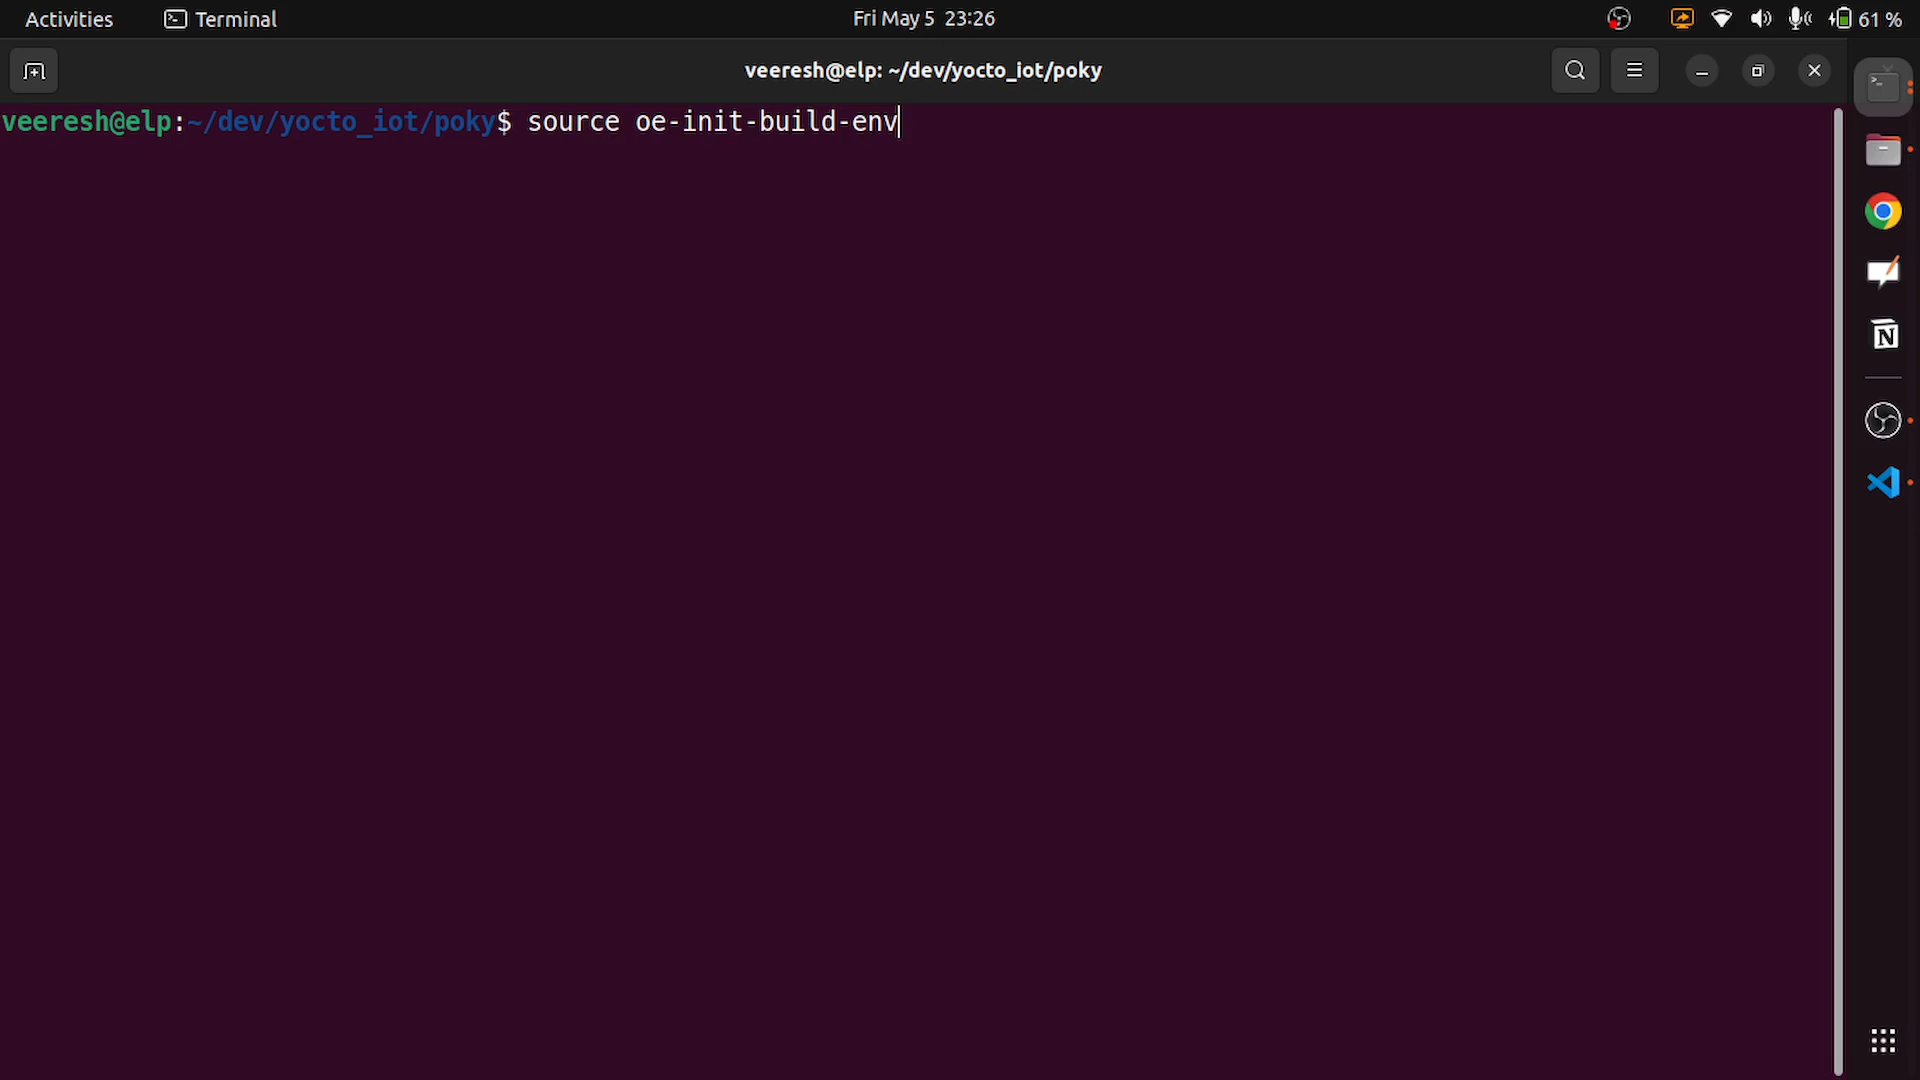 Activities Terminal Fri May 5 23:26 61 %
veeresh@elp: ~/dev/yocto_iot/poky
veeresh@elp:~/dev/yocto_iot/poky$ source oe-init-build-env